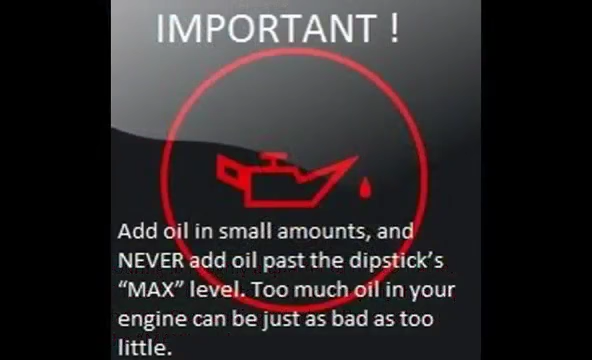 IMPORTANT !
Add oil in small amounts, and
NEVER add oil past the dipstick's
“MAX” level. Too much oil in your
engine can be just as bad as too
little.